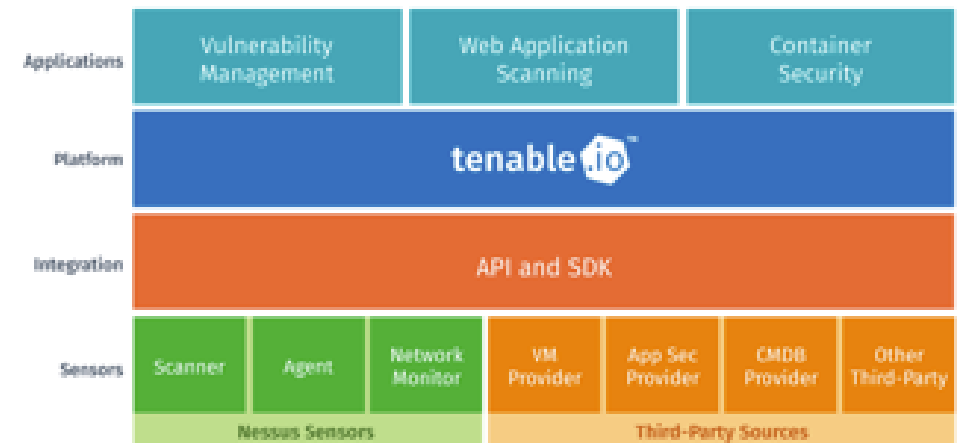 Applications
Vulnerability
Management
Web Application
Scanning
Container
Security
Platform
tenable.io™
Integration
API and SDK
Sensors
Scanner
Agent
Network
Monitor
VM
Provider
App Sec
Provider
CMDB
Provider
Other
Third-Party
Nessus Sensors
Third-Party Sources